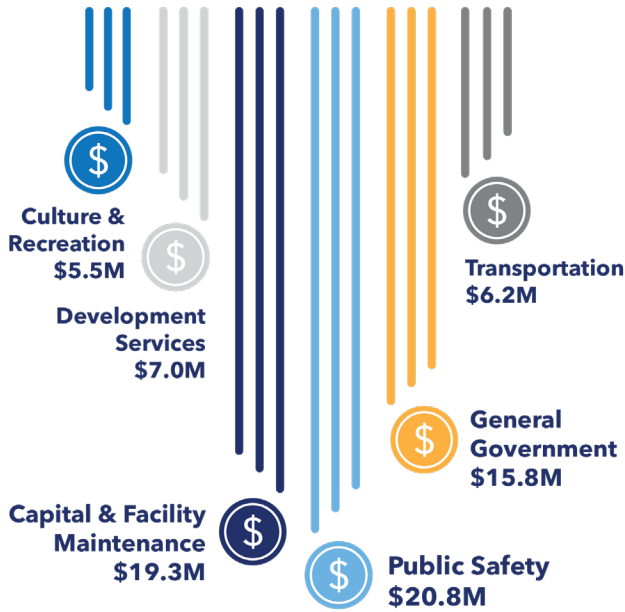 $
Culture &
Recreation
$5.5M
$
Development
Services
$7.0M
$
Capital & Facility
Maintenance
$19.3M
$
Public Safety
$20.8M
$
General
Government
$15.8M
$
Transportation
$6.2M